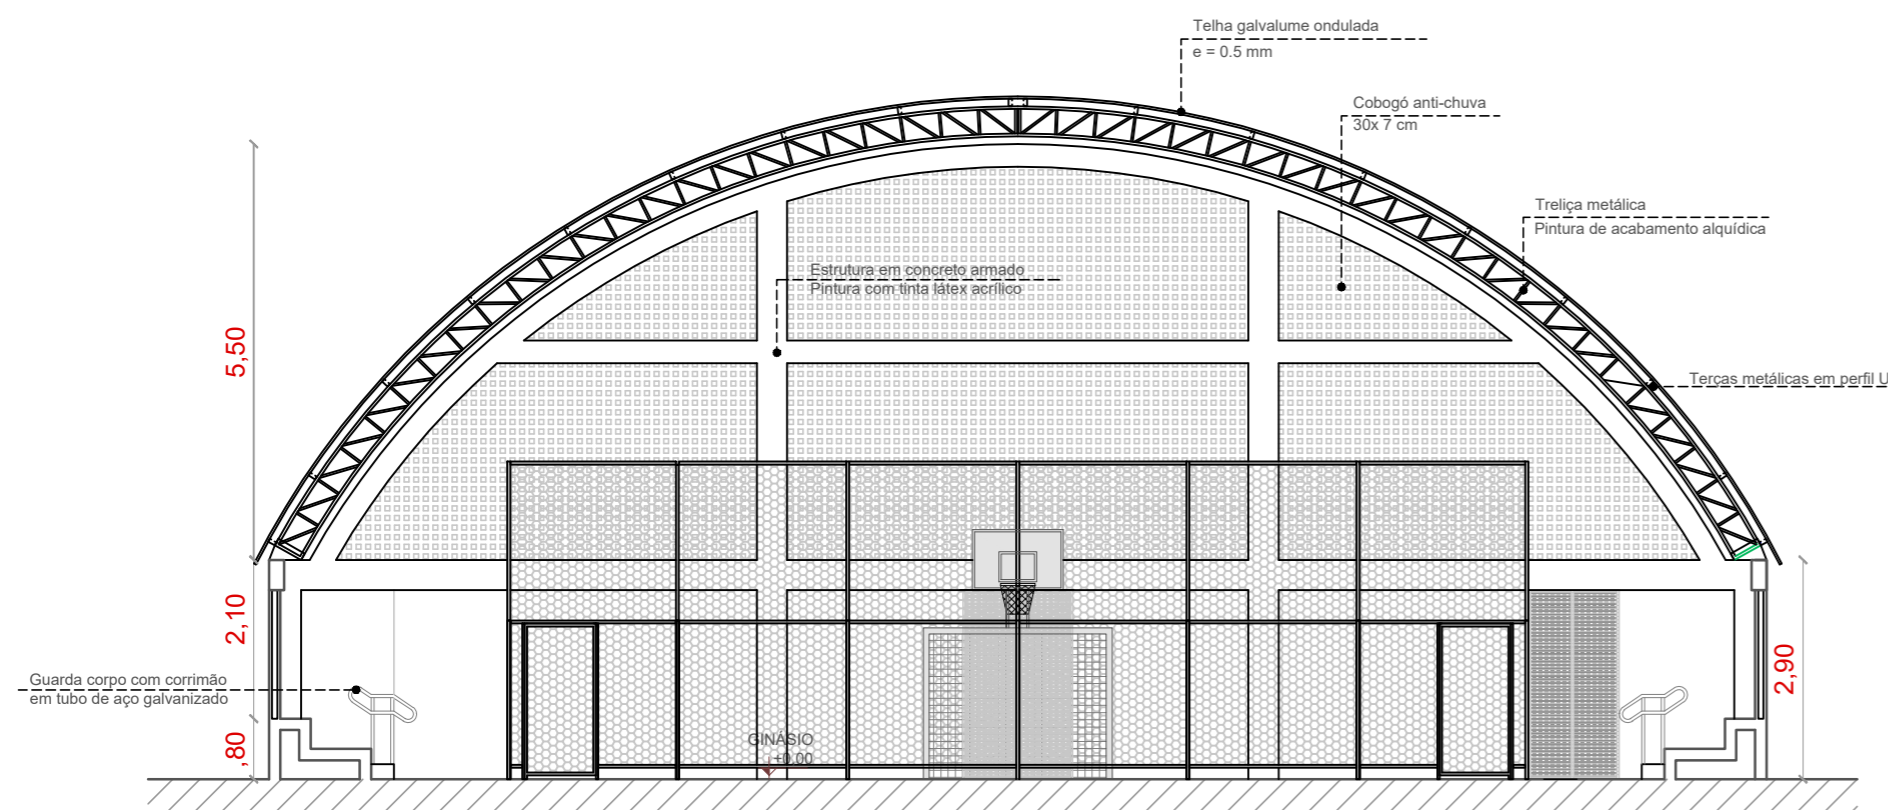 Telha galvalume ondulada
e = 0.5 mm
Cobogó anti-chuva
30x 7 cm
Treliça metálica
Pintura de acabamento alquídica
Estrutura em concreto armado
Pintura com tinta látex acrílico
5,50
Terças metálicas em perfil U
2,10
2,90
Guarda corpo com corrimão
em tubo de aço galvanizado
,80
GINÁSIO
+0.00